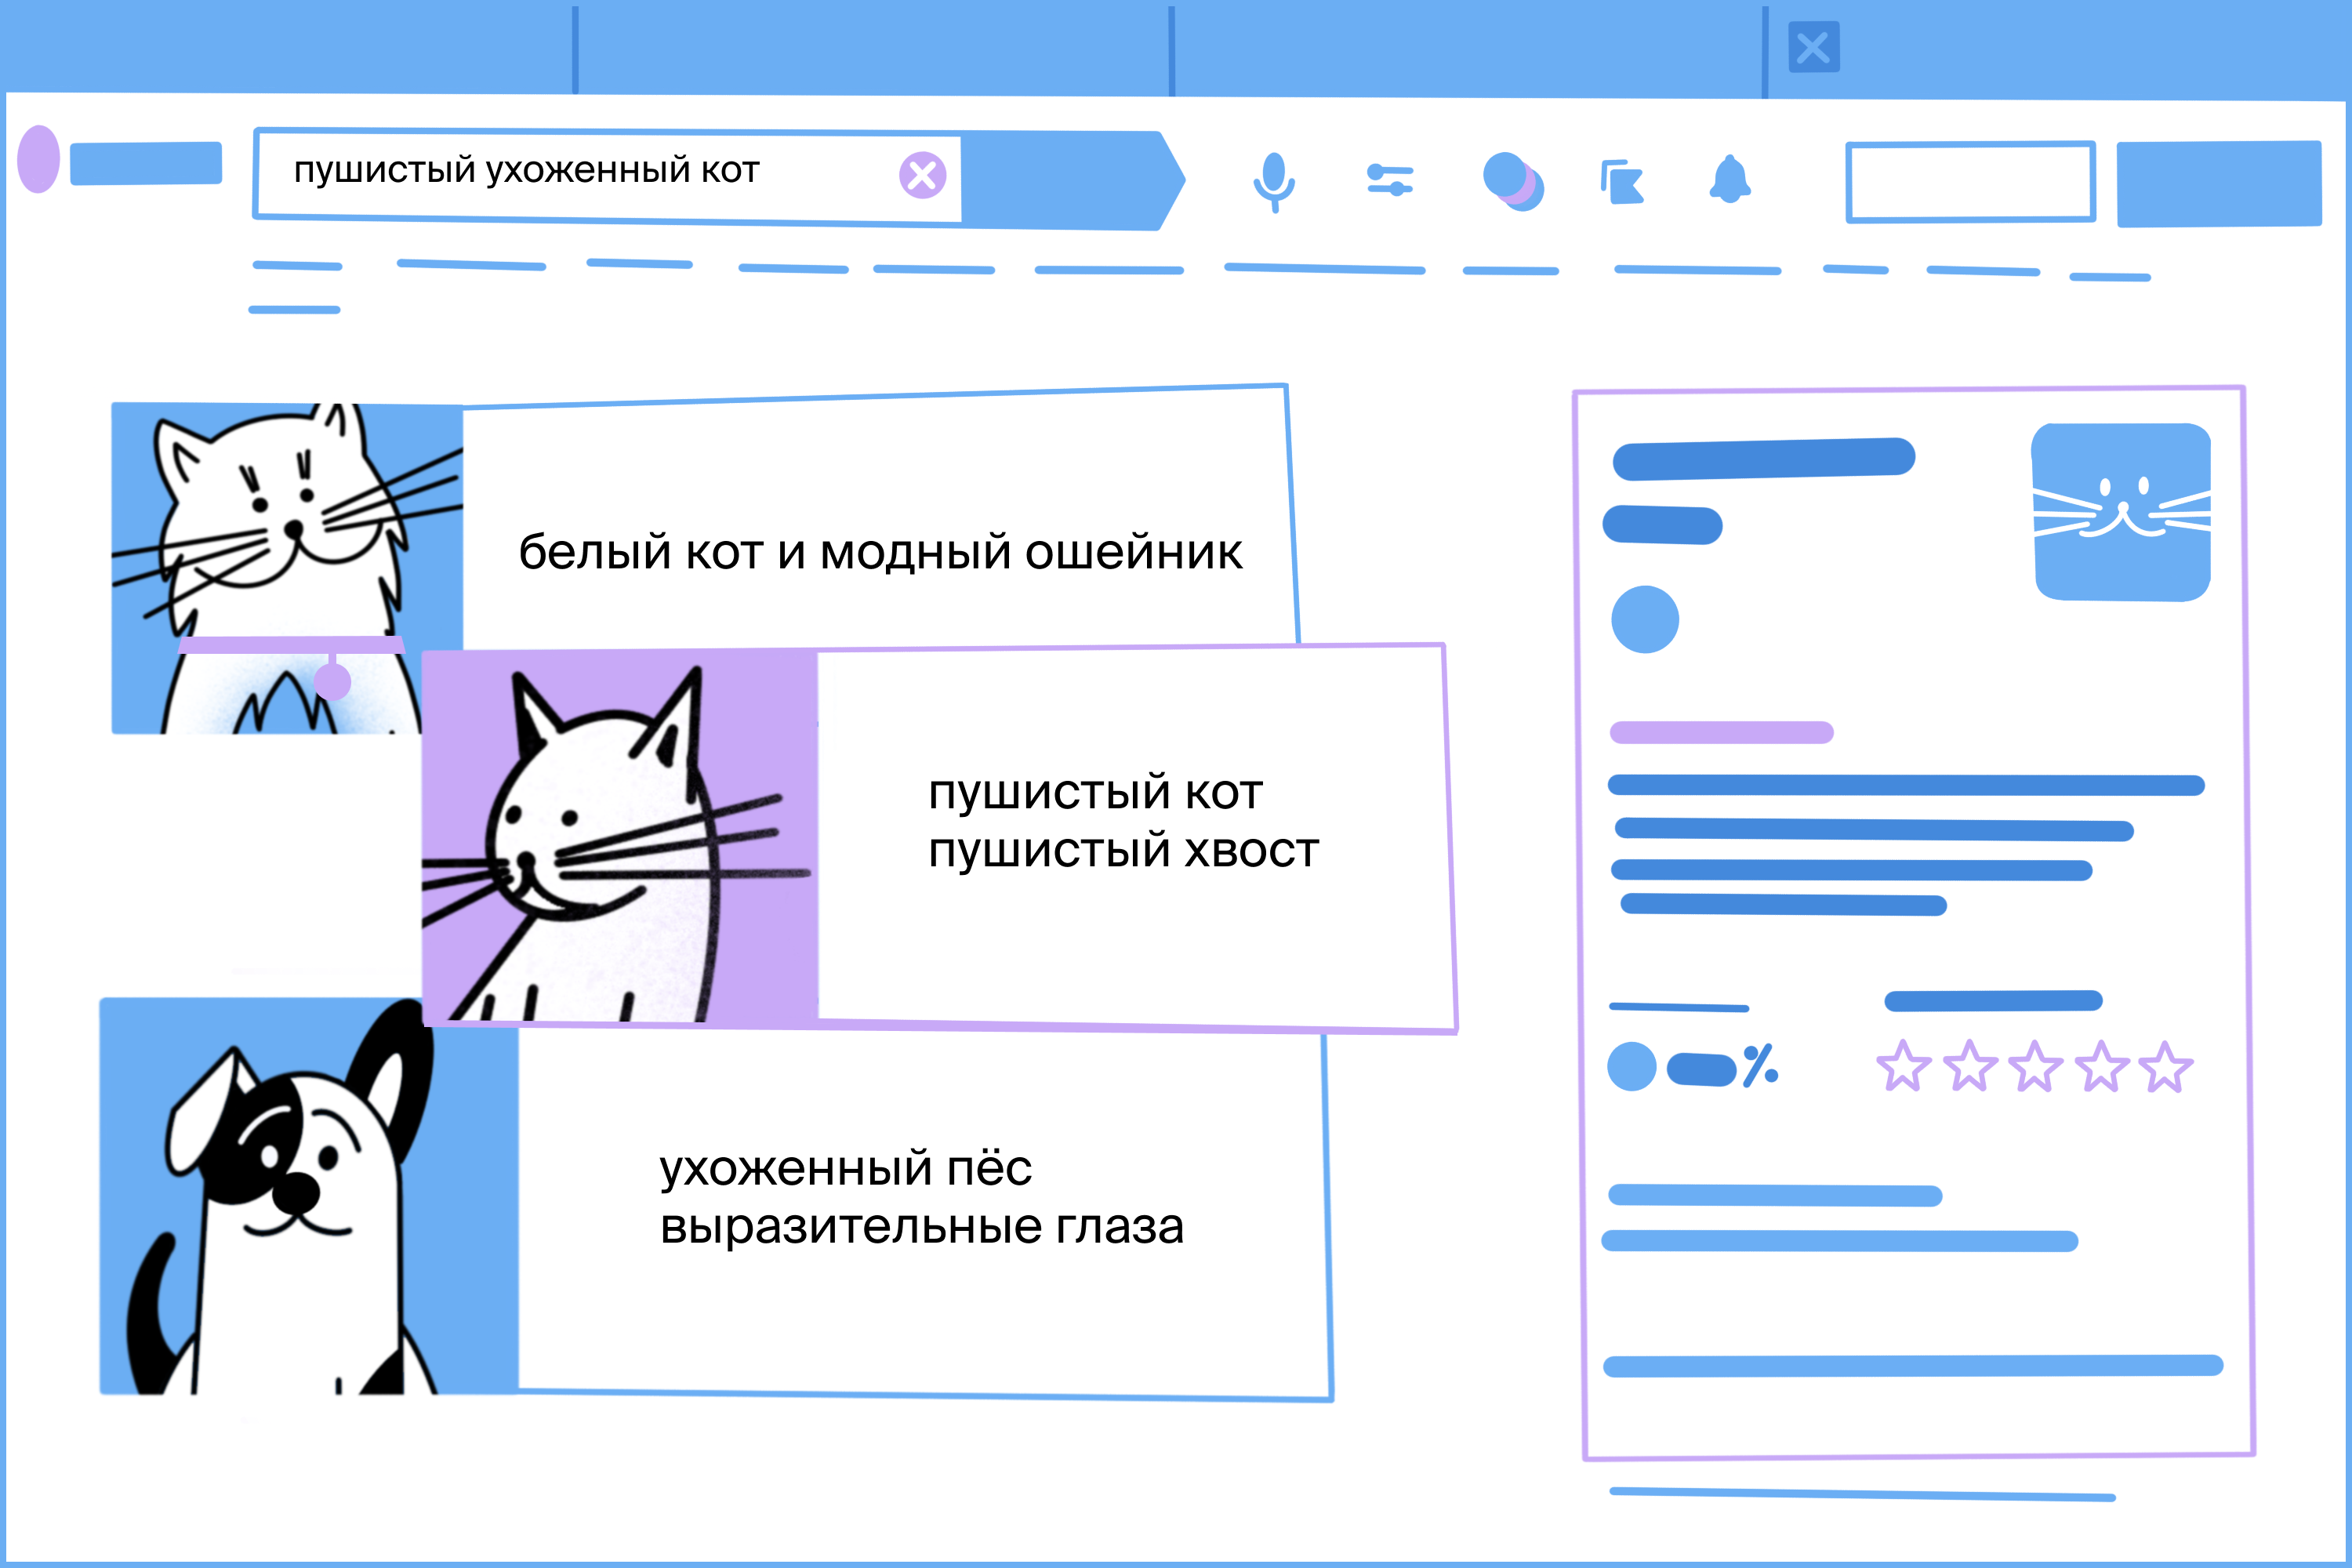 пушистый ухоженный кот
белый кот и модный ошейник
пушистый кот
пушистый хвост
ухоженный пёс
выразительные глаза